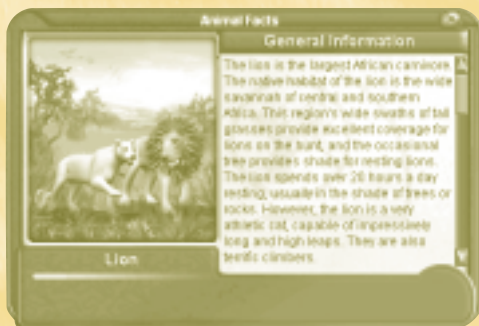 Animal Facts
General Information
The lion is the largest African carnivore.
The native habitat of the lion is the wide
savannah of central and southern
Africa. This region's wide swaths of tall
grasses provide excellent coverage for
lions on the hunt, and the occasional
tree provides shade for resting lions.
The lion spends over 20 hours a day
resting, usually in the shade of trees or
rocks. However, the lion is a very
athletic cat, capable of impressively
long and high leaps. They are also
terrific climbers.
Lion